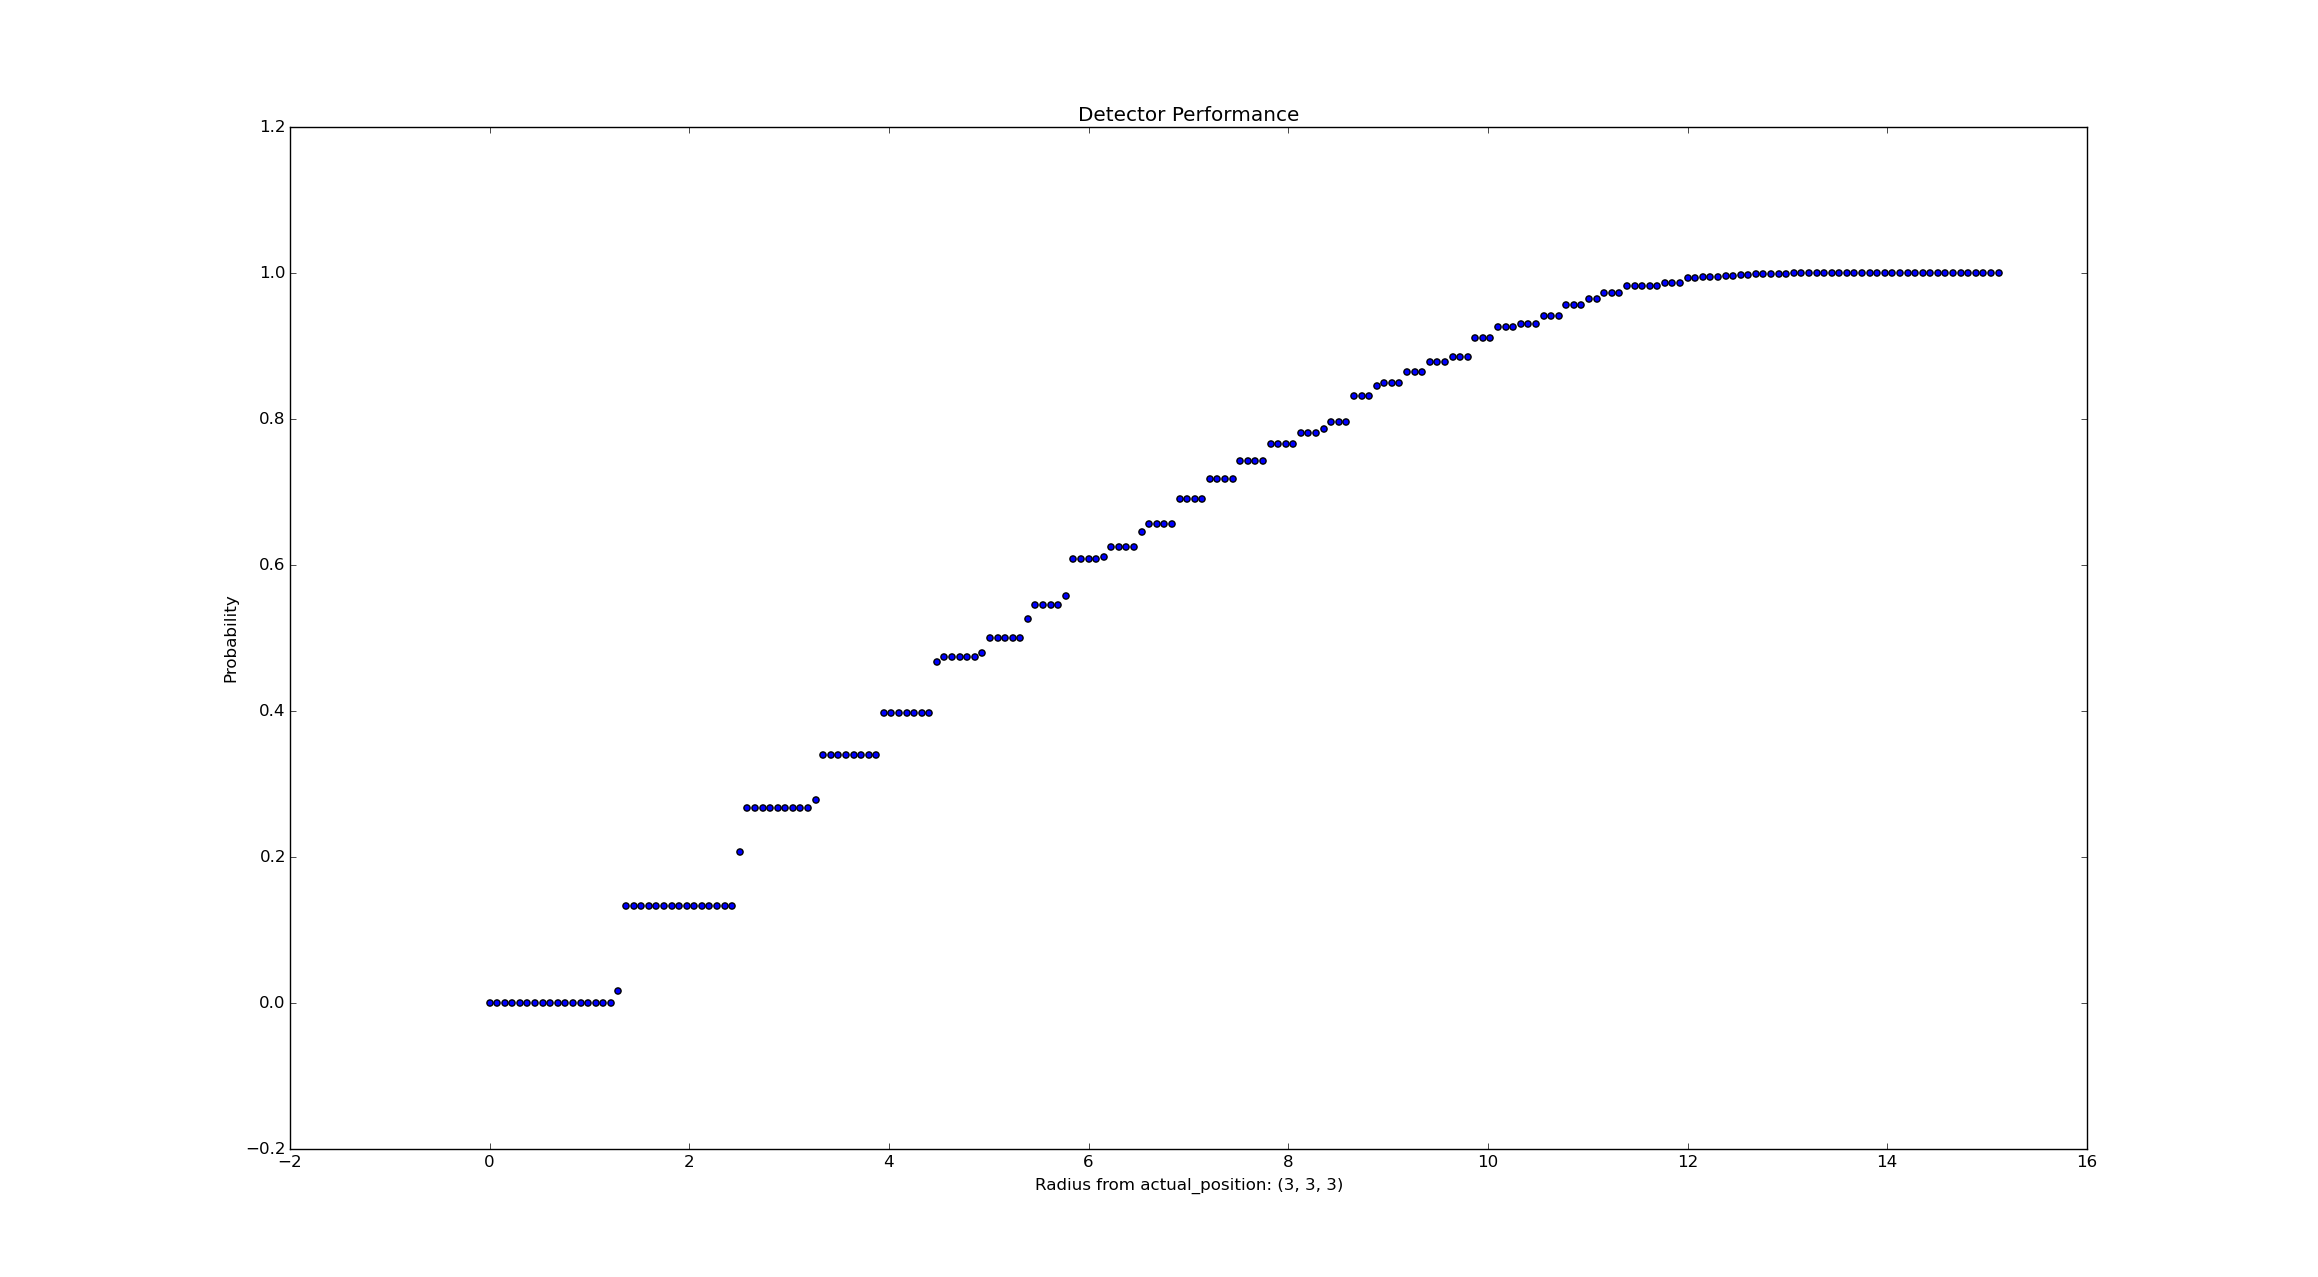 Detector Performance
1.2
1.0
0.8
0.6
0.4
0.2
0.0
−0.2
Probability
−2 0 2 4 6 8 10 12 14 16
Radius from actual_position: (3, 3, 3)